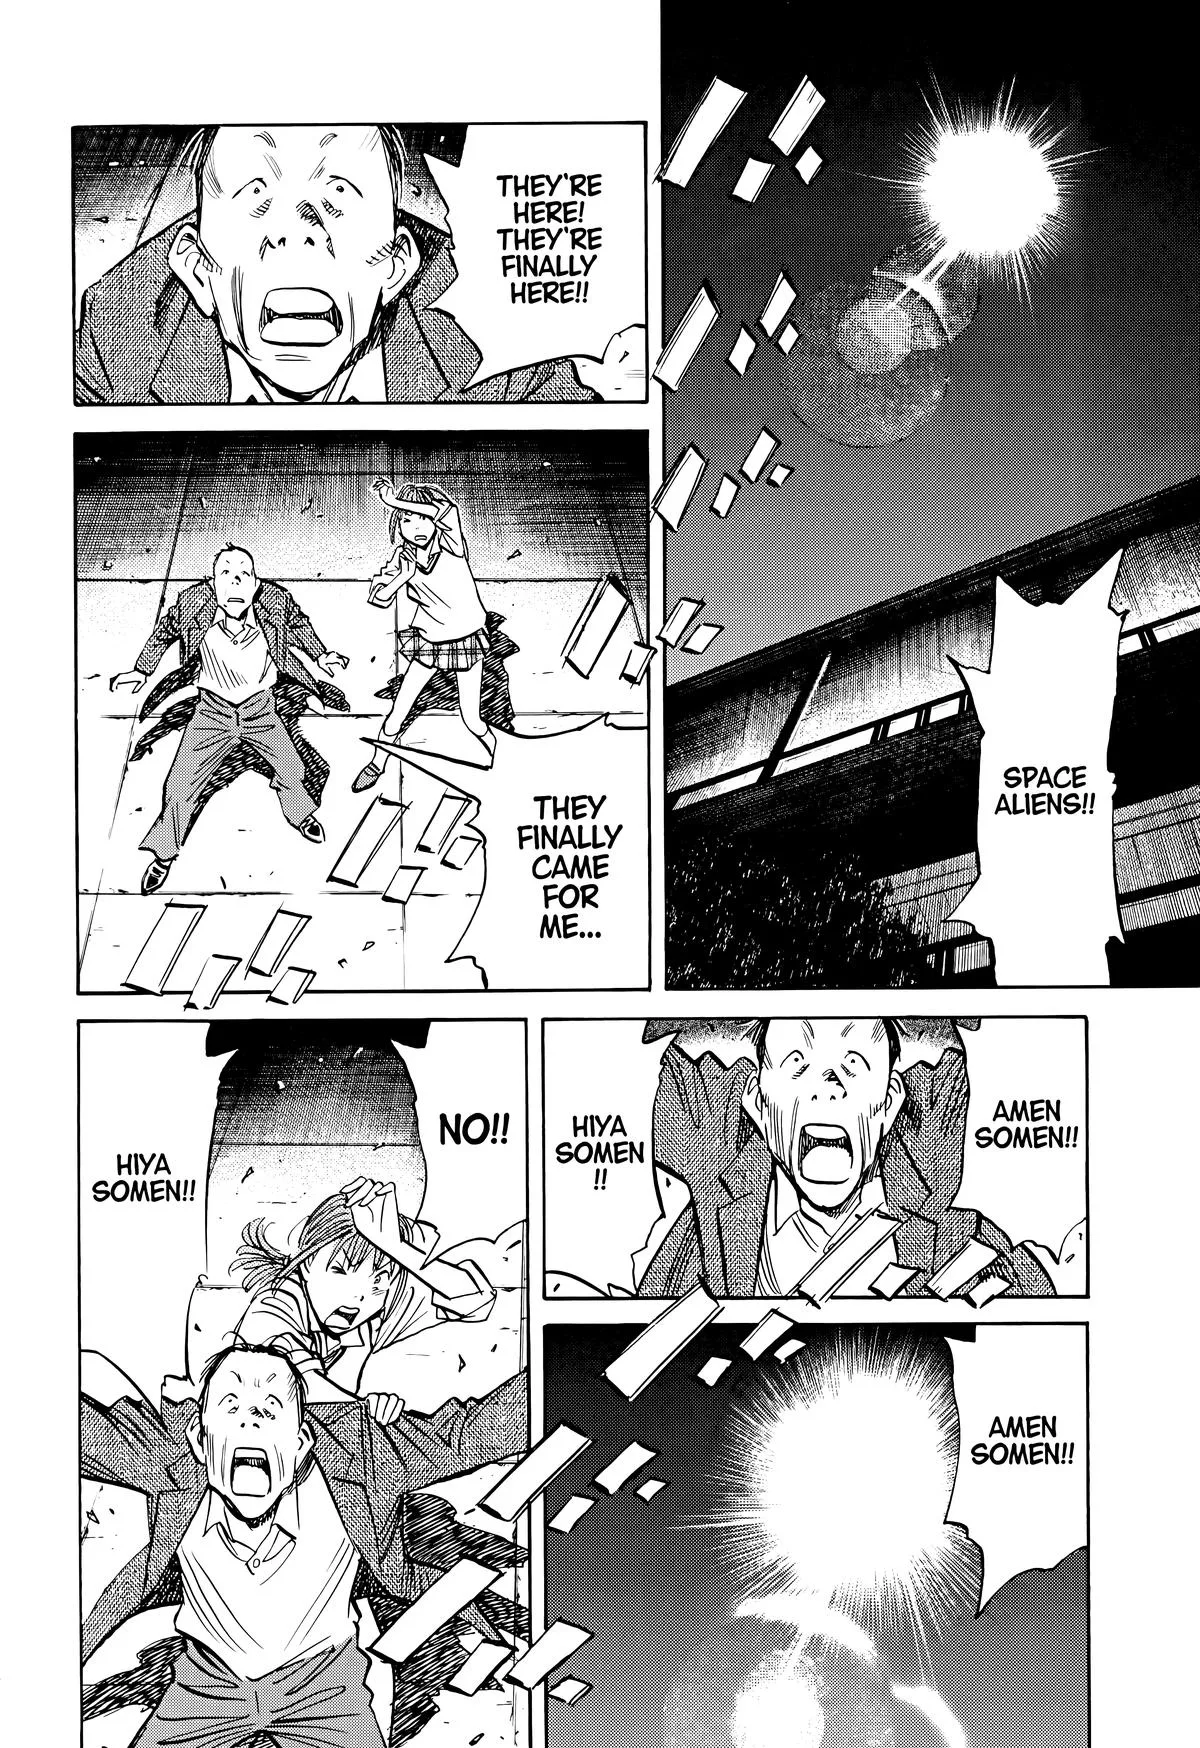 SPACE
ALIENS!!
THEY'RE
HERE!
THEY'RE
FINALLY
HERE!!
THEY
FINALLY
CAME
FOR
ME...
AMEN
SOMEN!!
HIYA
SOMEN
!!
AMEN
SOMEN!!
NO!!
HIYA
SOMEN!!